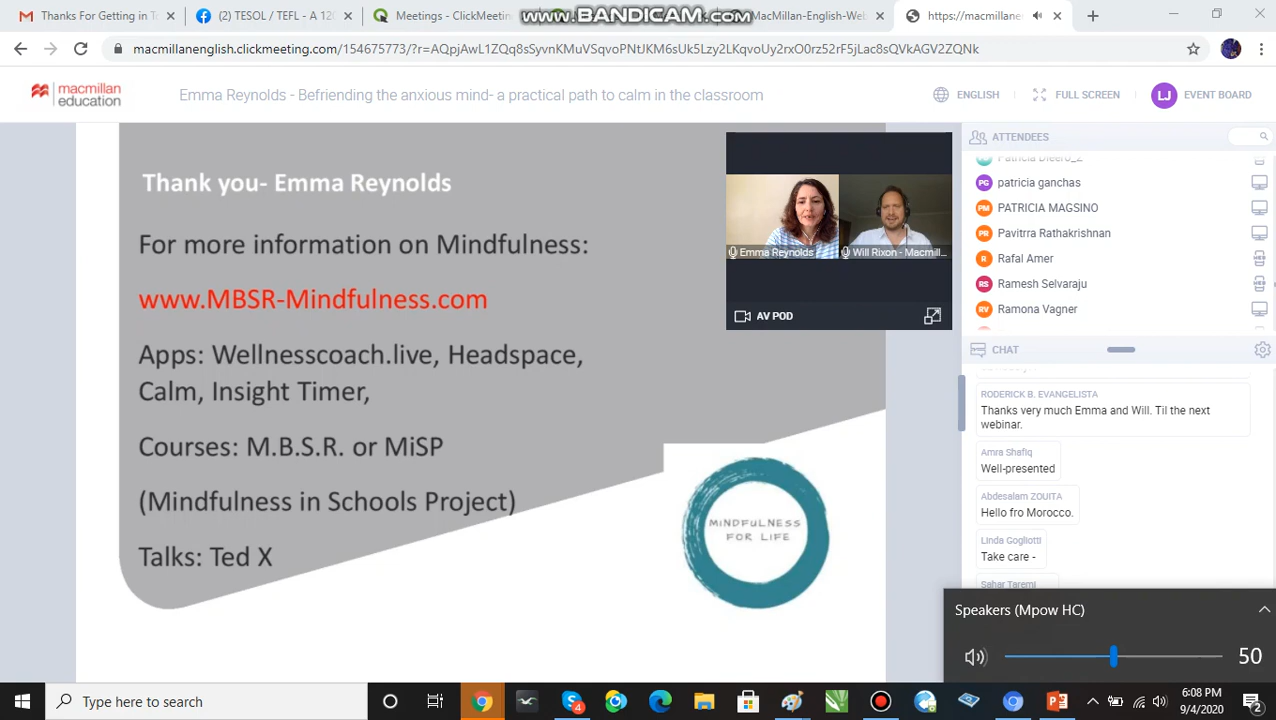 Thanks For Getting in T
(2) TESOL / TEFL - A 120
Meetings - ClickMeetin
www.BANDICAM.com
MacMillan-English-Web
https://macmillane
macmillanenglish.clickmeeting.com/154675773/?r=AQpjAwL1ZQq8sSyvnKMuVSqvoPNtJKM6sUk5Lzy2LKqvoUy2rxO0rz52rF5jLac8sQVkAGV2ZQNk
macmillan
education
Emma Reynolds - Befriending the anxious mind- a practical path to calm in the classroom
ENGLISH
FULL SCREEN
LJ
EVENT BOARD
Thank you- Emma Reynolds
For more information on Mindfulness:
www.MBSR-Mindfulness.com
Apps: Wellnesscoach.live, Headspace,
Calm, Insight Timer,
Courses: M.B.S.R. or MiSP
(Mindfulness in Schools Project)
Talks: Ted X
MINDFULNESS
FOR LIFE
Emma Reynolds
Will Rixon - Macmill...
AV POD
ATTENDEES
PG patricia ganchas
PM PATRICIA MAGSINO
PR Pavitrra Rathakrishnan
R Rafal Amer
RS Ramesh Selvaraju
RV Ramona Vagner
CHAT
RODERICK B. EVANGELISTA
Thanks very much Emma and Will. Til the next
webinar.
Amra Shafiq
Well-presented
Abdesalam ZOUITA
Hello fro Morocco.
Linda Gogliotti
Take care -
Sahar Taremi
Speakers (Mpow HC)
50
Type here to search
4
6:08 PM
9/4/2020
2